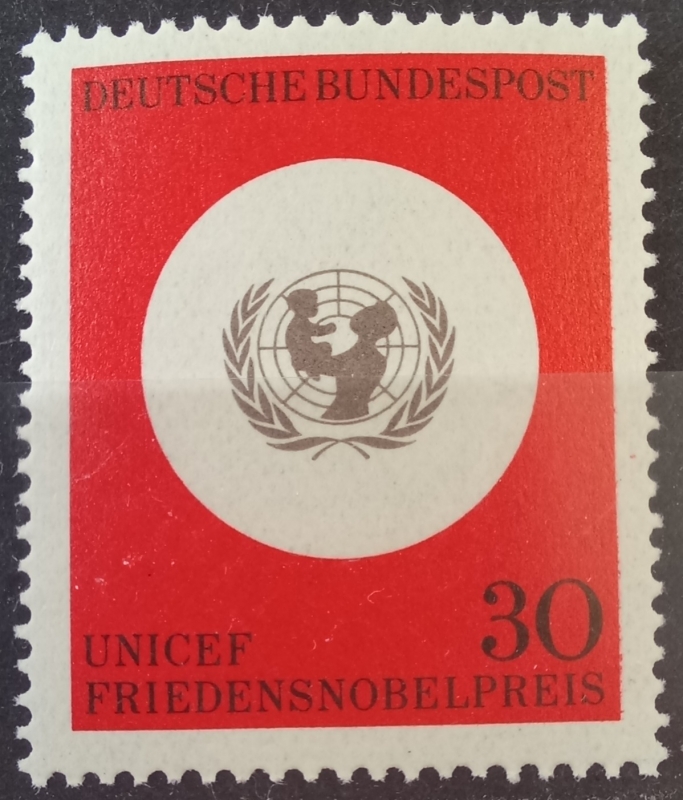 DEUTSCHE BUNDESPOST
30
UNICEF
FRIEDENSNOBELPREIS